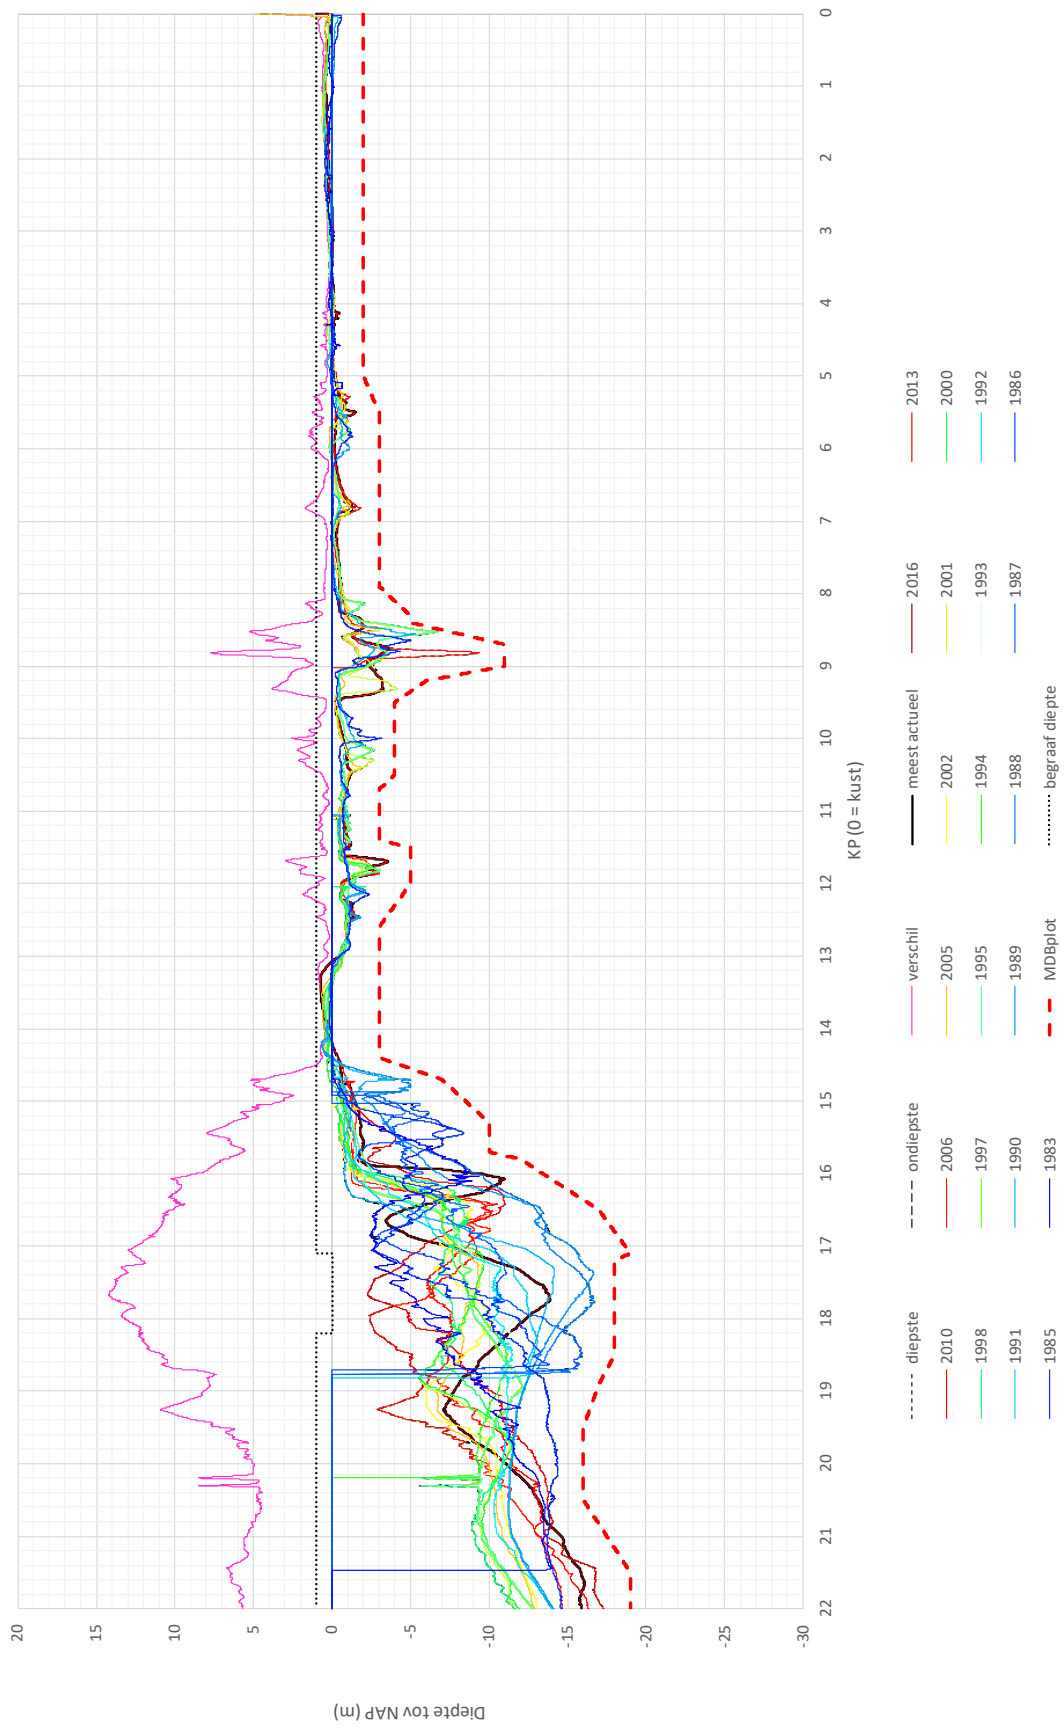 Diepte tov NAP (m)
20
15
10
5
0
-5
-10
-15
-20
-25
-30
22 21 20 19 18 17 16 15 14 13 12 11 10 9 8 7 6 5 4 3 2 1 0
KP (0 = kust)
diepste ondiepste verschil meest actueel 2016 2013
2010 2006 2005 2002 2001 2000
1998 1997 1995 1994 1993 1992
1991 1990 1989 1988 1987 1986
1985 1983 MDBplot begraaf diepte